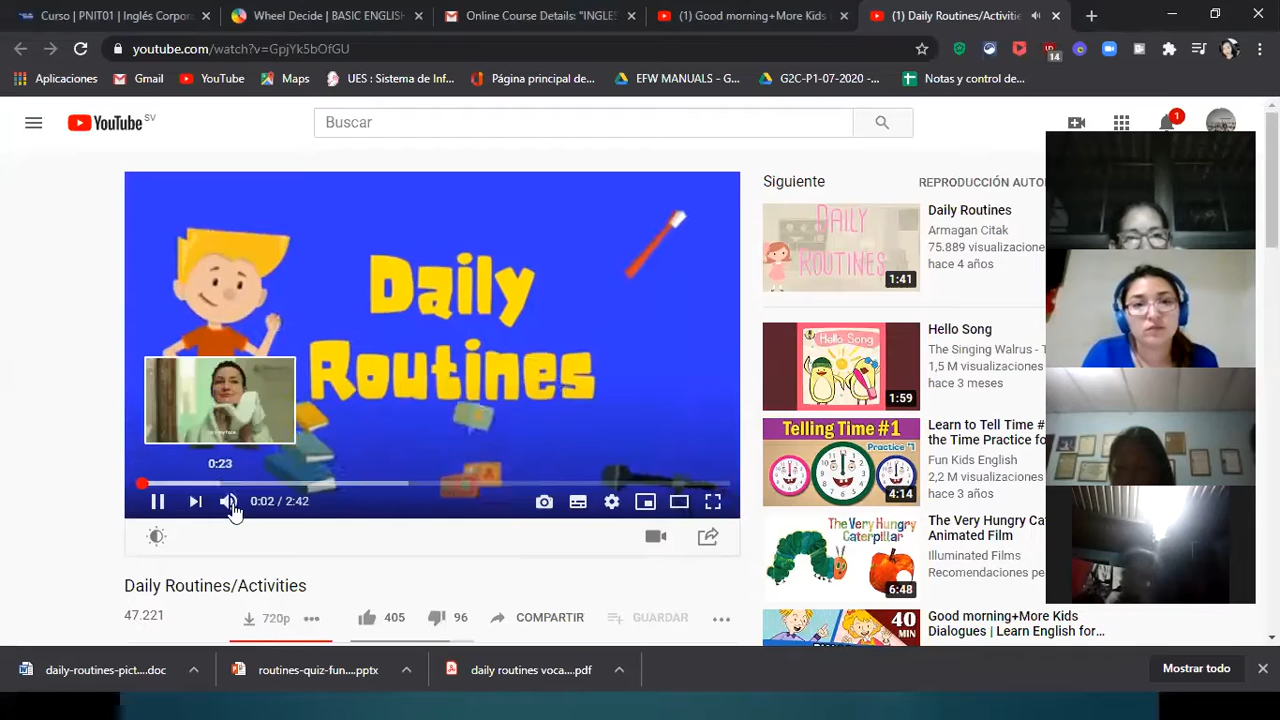 Curso | PNIT01 | Inglés Corpora
Wheel Decide | BASIC ENGLISH
Online Course Details: "INGLES
(1) Good morning+More Kids
(1) Daily Routines/Activitie
youtube.com/watch?v=GpjYk5bOfGU
14
Aplicaciones
Gmail
YouTube
Maps
UES : Sistema de Inf...
Página principal de...
EFW MANUALS - G...
G2C-P1-07-2020 -...
Notas y control de...
YouTube SV
Buscar
1
Daily
Routines
0:23
0:02 / 2:42
Daily Routines/Activities
47.221
720p
405
96
COMPARTIR
GUARDAR
Siguiente
REPRODUCCIÓN AUTO
DAILY
ROUTINES
1:41
Daily Routines
Armagan Citak
75.889 visualizacione
hace 4 años
Hello Song
1:59
Hello Song
The Singing Walrus - T
1,5 M visualizaciones
hace 3 meses
Telling Time #1
4:14
Learn to Tell Time #
the Time Practice fo
Fun Kids English
2,2 M visualizaciones
hace 2 años
The Very Hungry
Caterpillar
6:48
The Very Hungry Cat
Animated Film
Illuminated Films
Recomendaciones pe
40
MIN
Good morning+More Kids
Dialogues | Learn English for...
daily-routines-pict....doc
routines-quiz-fun....pptx
daily routines voca....pdf
Mostrar todo